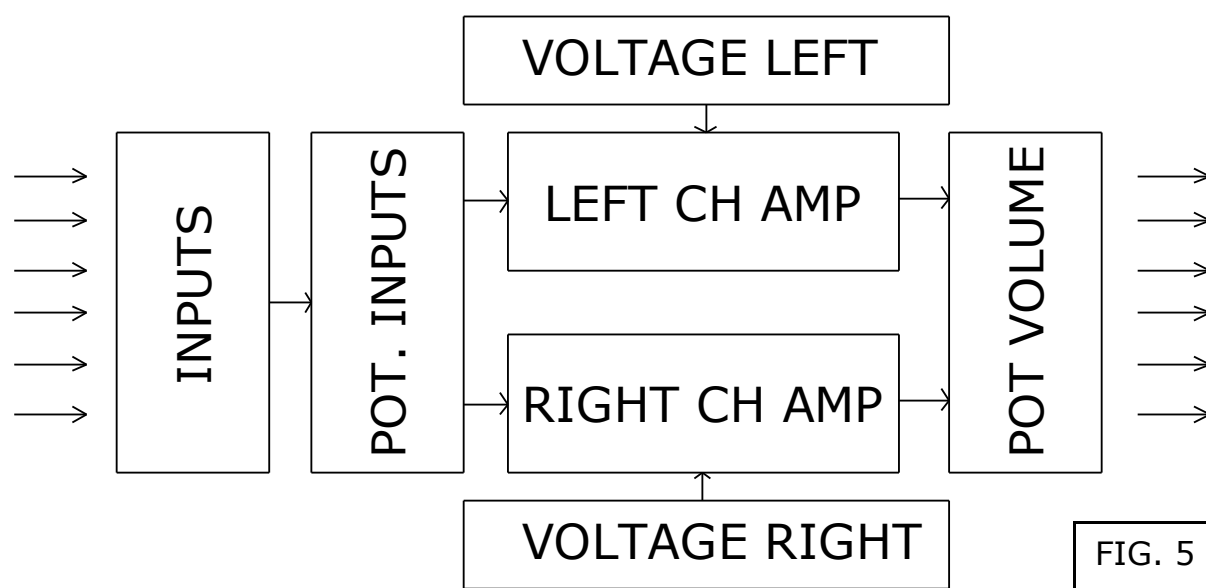 VOLTAGE LEFT
INPUTS
POT. INPUTS
LEFT CH AMP
RIGHT CH AMP
POT VOLUME
VOLTAGE RIGHT
FIG. 5